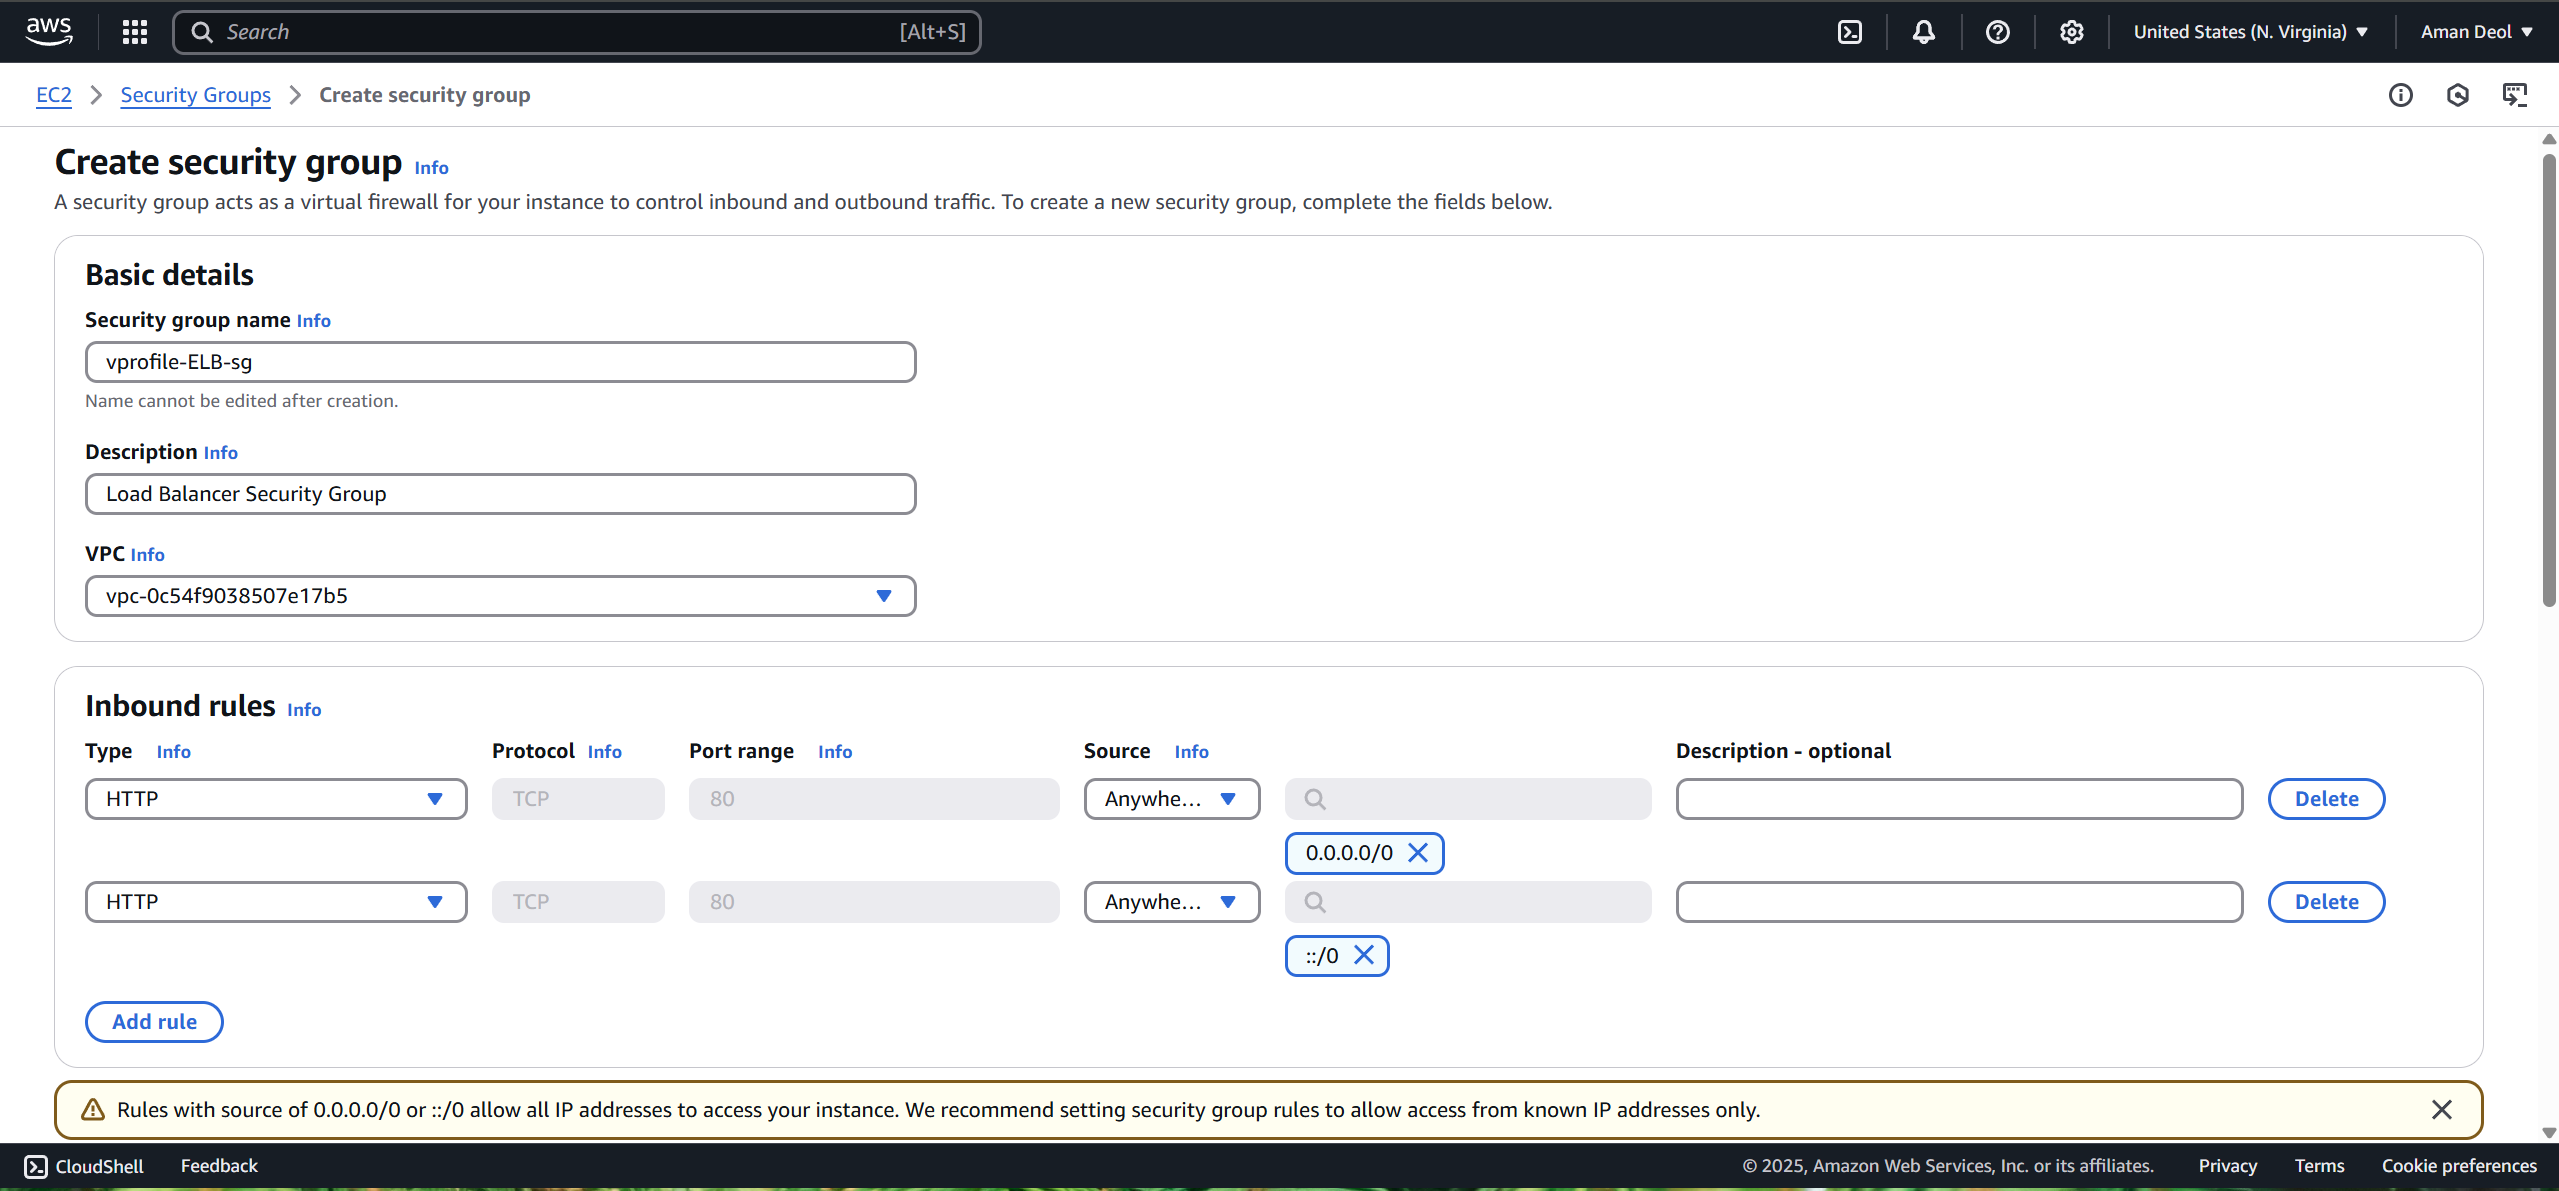 aws Search [Alt+S] United States (N. Virginia) Aman Deol
EC2 Security Groups Create security group
Create security group Info
A security group acts as a virtual firewall for your instance to control inbound and outbound traffic. To create a new security group, complete the fields below.
Basic details
Security group name Info
vprofile-ELB-sg
Name cannot be edited after creation.
Description Info
Load Balancer Security Group
VPC Info
vpc-0c54f9038507e17b5
Inbound rules Info
Type Info Protocol Info Port range Info Source Info Description - optional
HTTP TCP 80 Anywhe... Delete
0.0.0.0/0
HTTP TCP 80 Anywhe... Delete
::/0
Add rule
Rules with source of 0.0.0.0/0 or ::/0 allow all IP addresses to access your instance. We recommend setting security group rules to allow access from known IP addresses only.
CloudShell Feedback © 2025, Amazon Web Services, Inc. or its affiliates. Privacy Terms Cookie preferences